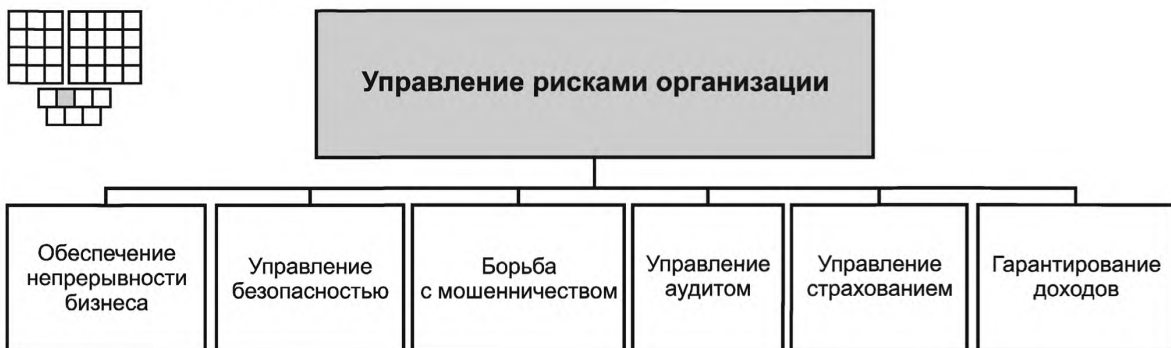 Управление рисками организации
Обеспечение
непрерывности
бизнеса
Управление
безопасностью
Борьба
с мошенничеством
Управление
аудитом
Управление
страхованием
Гарантирование
доходов